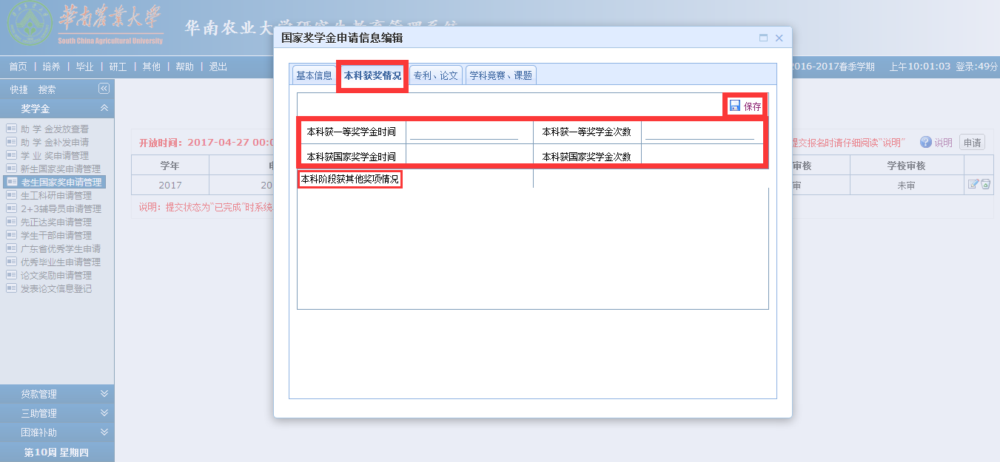 華南農業大學
South China Agricultural University
华南农业大学研究生教育管理系统
首页 | 培养 | 毕业 | 研工 | 其他 | 帮助 | 退出
2016-2017春季学期 上午10:01:03 登录:49分
快捷 搜索
奖学金
助 学 金发放查看
助 学 金补发申请
学 业 奖申请管理
新生国家奖申请管理
老生国家奖申请管理
生工科研申请管理
2+3辅导员申请管理
先正达奖申请管理
学生干部申请管理
广东省优秀学生申请
优秀毕业生申请管理
论文奖励申请管理
发表论文信息登记
贷款管理
三助管理
困难补助
第10周 星期四
开放时间：2017-04-27 00:0
提交报名时请仔细阅读“说明” 说明 申请
学年 审核 学校审核
2017 20 审 未审
说明：提交状态为“已完成”时系统
国家奖学金申请信息编辑
基本信息 本科获奖情况 专利、论文 学科竞赛、课题
保存
本科获一等奖学金时间 本科获一等奖学金次数
本科获国家奖学金时间 本科获国家奖学金次数
本科阶段获其他奖项情况